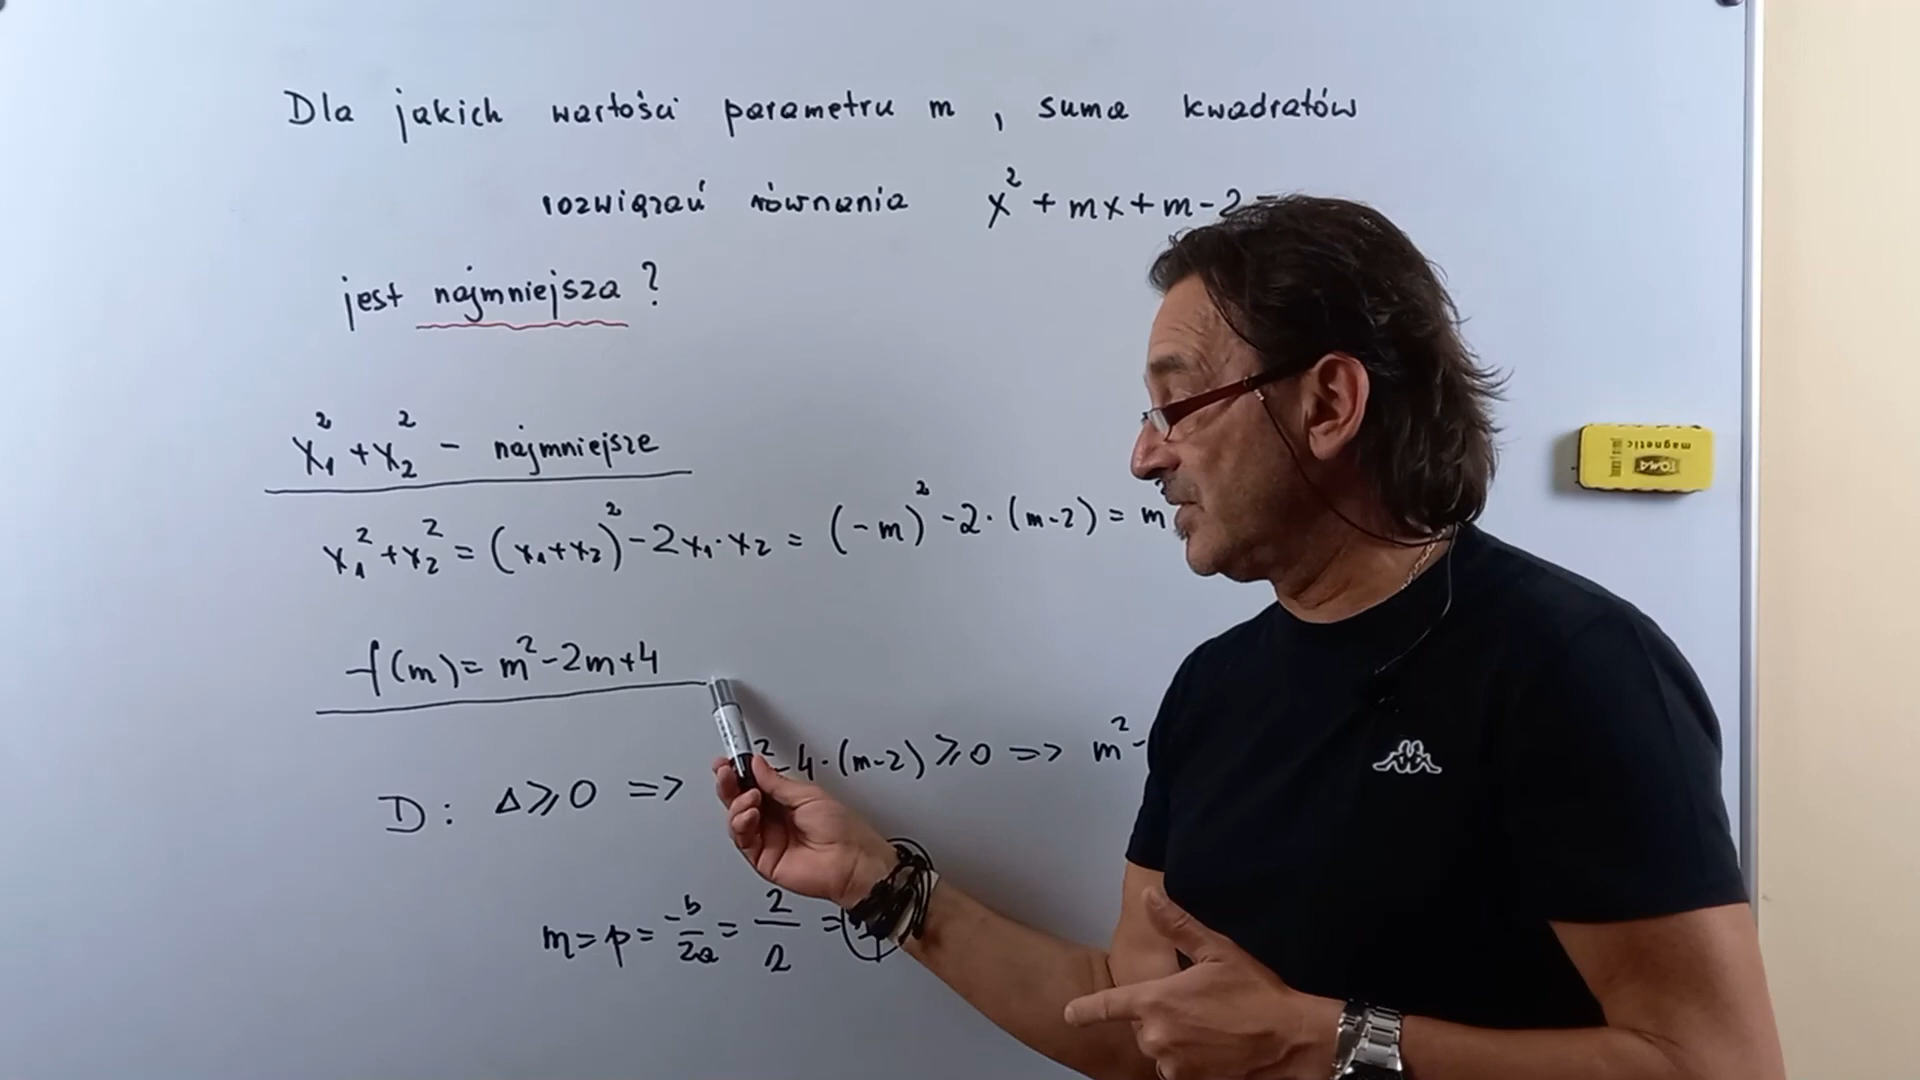 Dla jakich wartości parametru m , suma kwadratów
rozwiązań równania x² + mx + m - 2 =
jest najmniejsza ?
x₁² + x₂² - najmniejsze
x₁² + x₂² = (x₁+x₂)² - 2x₁·x₂ = (-m)² - 2·(m-2) = m
f(m) = m² - 2m + 4
D : Δ ⩾ 0 => ² - 4·(m-2) ⩾ 0 => m² -
m = p = -b/2a = 2/2 =
magnetic
TOMA